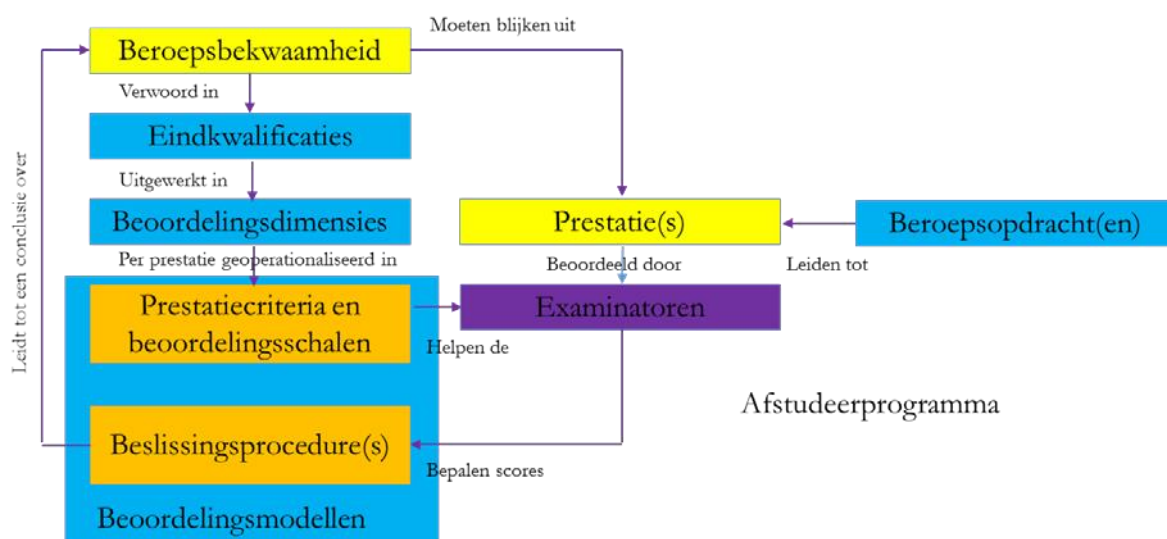 Moeten blijken uit
Beroepsbekwaamheid
Verwoord in
Eindkwalificaties
Uitgewerkt in
Beoordelingsdimensies
Prestatie(s)
Beroepsopdracht(en)
Per prestatie geoperationaliseerd in
Beoordeeld door
Leiden tot
Prestatiecriteria en
beoordelingsschalen
Examinatoren
Helpen de
Leidt tot een conclusie over
Afstudeerprogramma
Beslissingsprocedure(s)
Bepalen scores
Beoordelingsmodellen